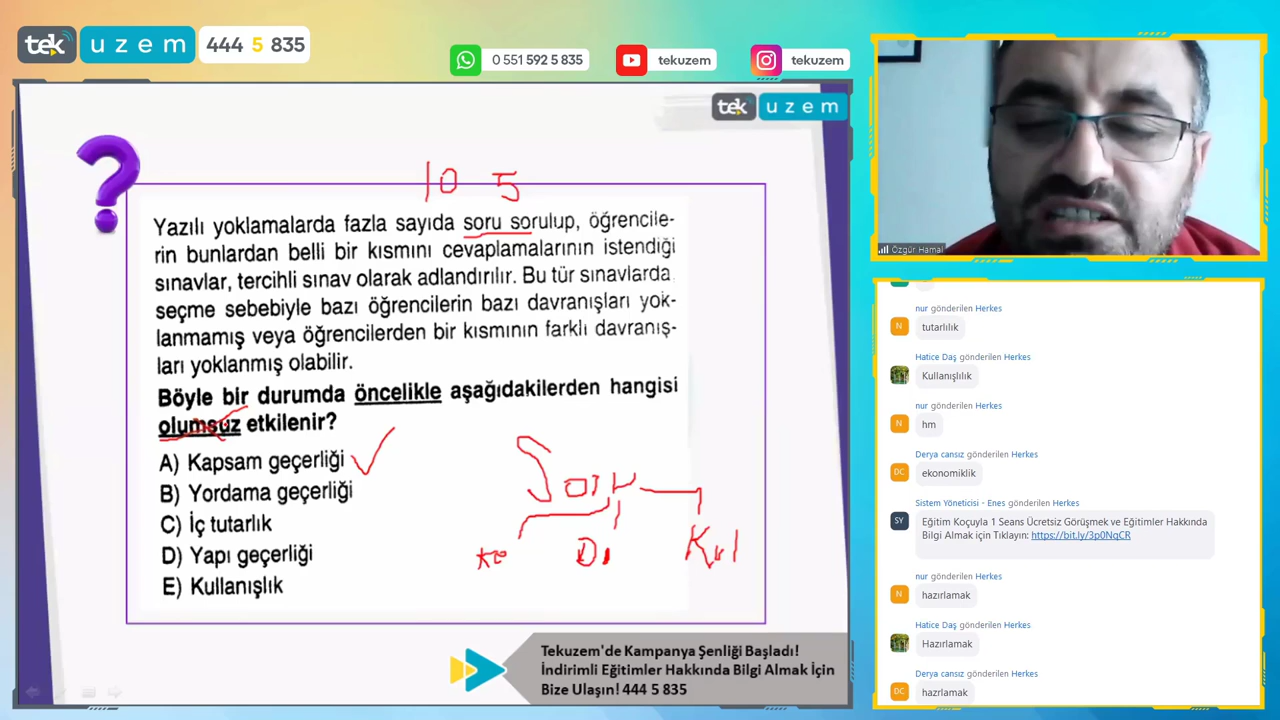 tek uzem 444 5 835
0 551 592 5 835
tekuzem
tekuzem
tek uzem
10 5
Yazılı yoklamalarda fazla sayıda soru sorulup, öğrencile-
rin bunlardan belli bir kısmını cevaplamalarının istendiği
sınavlar, tercihli sınav olarak adlandırılır. Bu tür sınavlarda
seçme sebebiyle bazı öğrencilerin bazı davranışları yok-
lanmamış veya öğrencilerden bir kısmının farklı davranış-
ları yoklanmış olabilir.
Böyle bir durumda öncelikle aşağıdakilerden hangisi
olumsuz etkilenir?
A) Kapsam geçerliği
B) Yordama geçerliği
C) İç tutarlık
D) Yapı geçerliği
E) Kullanışlık
Soru
Kul
Tekuzem'de Kampanya Şenliği Başladı!
İndirimli Eğitimler Hakkında Bilgi Almak İçin
Bize Ulaşın! 444 5 835
Özgür Hamal
nur gönderilen Herkes
N
tutarlılık
Hatice Daş gönderilen Herkes
Kullanışlılık
nur gönderilen Herkes
N
hm
Derya cansız gönderilen Herkes
DC
ekonomiklik
Sistem Yöneticisi - Enes gönderilen Herkes
SY
Eğitim Koçuyla 1 Seans Ücretsiz Görüşmek ve Eğitimler Hakkında
Bilgi Almak için Tıklayın: https://bit.ly/3p0NqCR
nur gönderilen Herkes
N
hazırlamak
Hatice Daş gönderilen Herkes
Hazırlamak
Derya cansız gönderilen Herkes
DC
hazrlamak